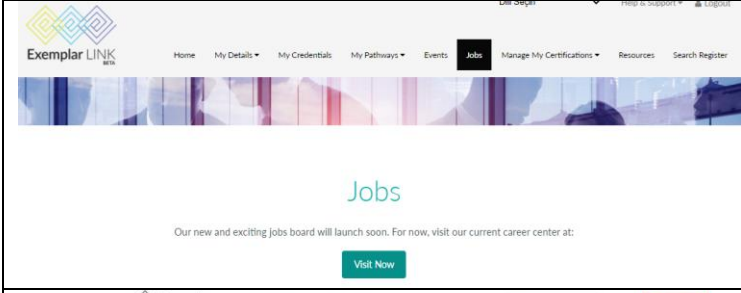 Dili Seçin Help & Support Logout
Exemplar LINK
BETA
Home My Details My Credentials My Pathways Events Jobs Manage My Certifications Resources Search Register
Jobs
Our new and exciting jobs board will launch soon. For now, visit our current career center at:
Visit Now